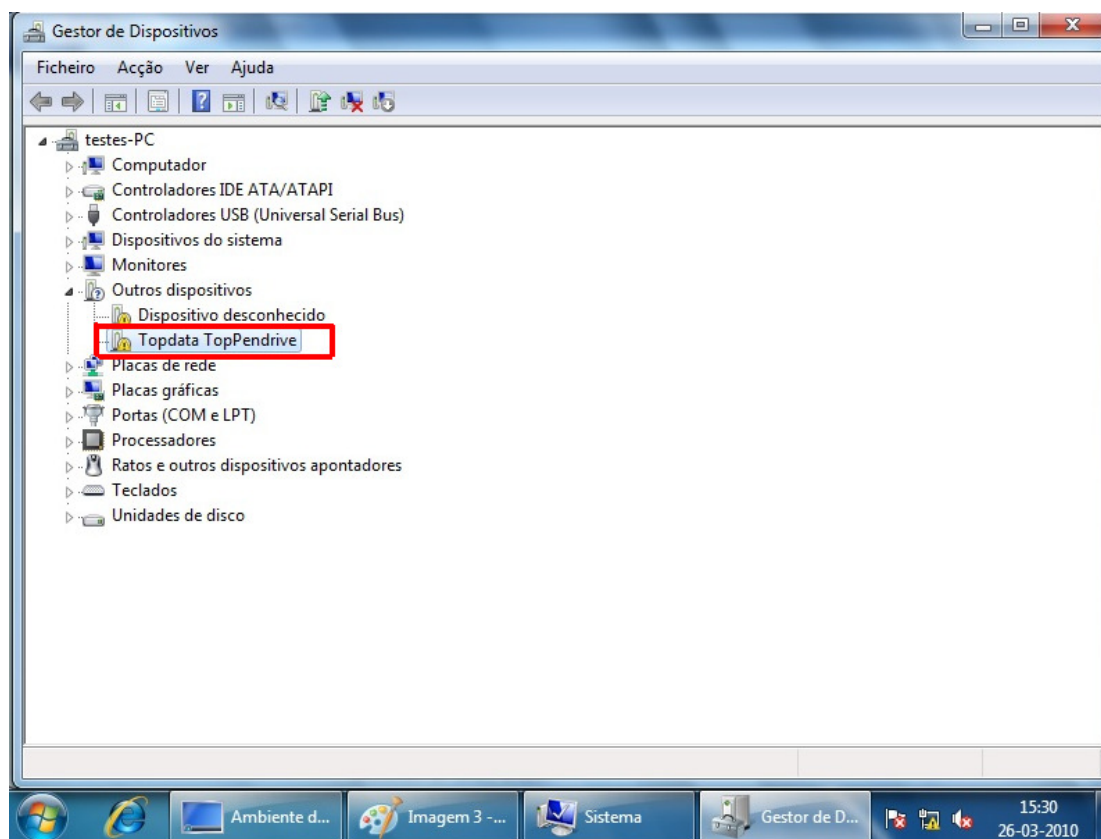 Gestor de Dispositivos
Ficheiro Acção Ver Ajuda
testes-PC
Computador
Controladores IDE ATA/ATAPI
Controladores USB (Universal Serial Bus)
Dispositivos do sistema
Monitores
Outros dispositivos
Dispositivo desconhecido
Topdata TopPendrive
Placas de rede
Placas gráficas
Portas (COM e LPT)
Processadores
Ratos e outros dispositivos apontadores
Teclados
Unidades de disco
Ambiente d... Imagem 3 -... Sistema Gestor de D... 15:30
26-03-2010